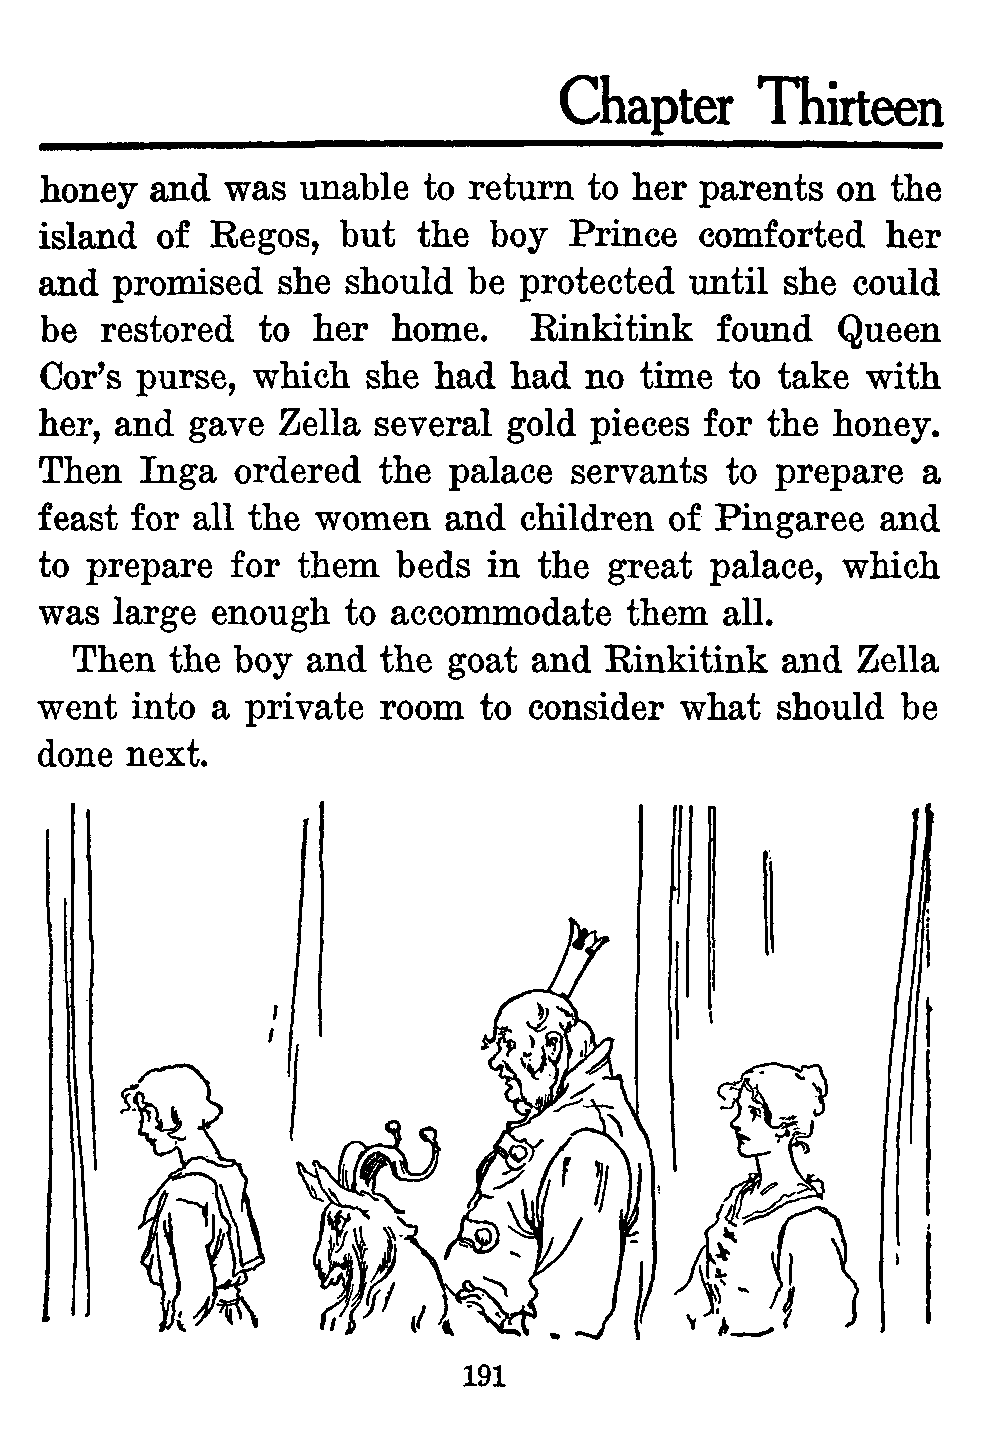 Chapter Thirteen
honey and was unable to return to her parents on the
island of Regos, but the boy Prince comforted her
and promised she should be protected until she could
be restored to her home. Rinkitink found Queen
Cor's purse, which she had had no time to take with
her, and gave Zella several gold pieces for the honey.
Then Inga ordered the palace servants to prepare a
feast for all the women and children of Pingaree and
to prepare for them beds in the great palace, which
was large enough to accommodate them all.
Then the boy and the goat and Rinkitink and Zella
went into a private room to consider what should be
done next.
191